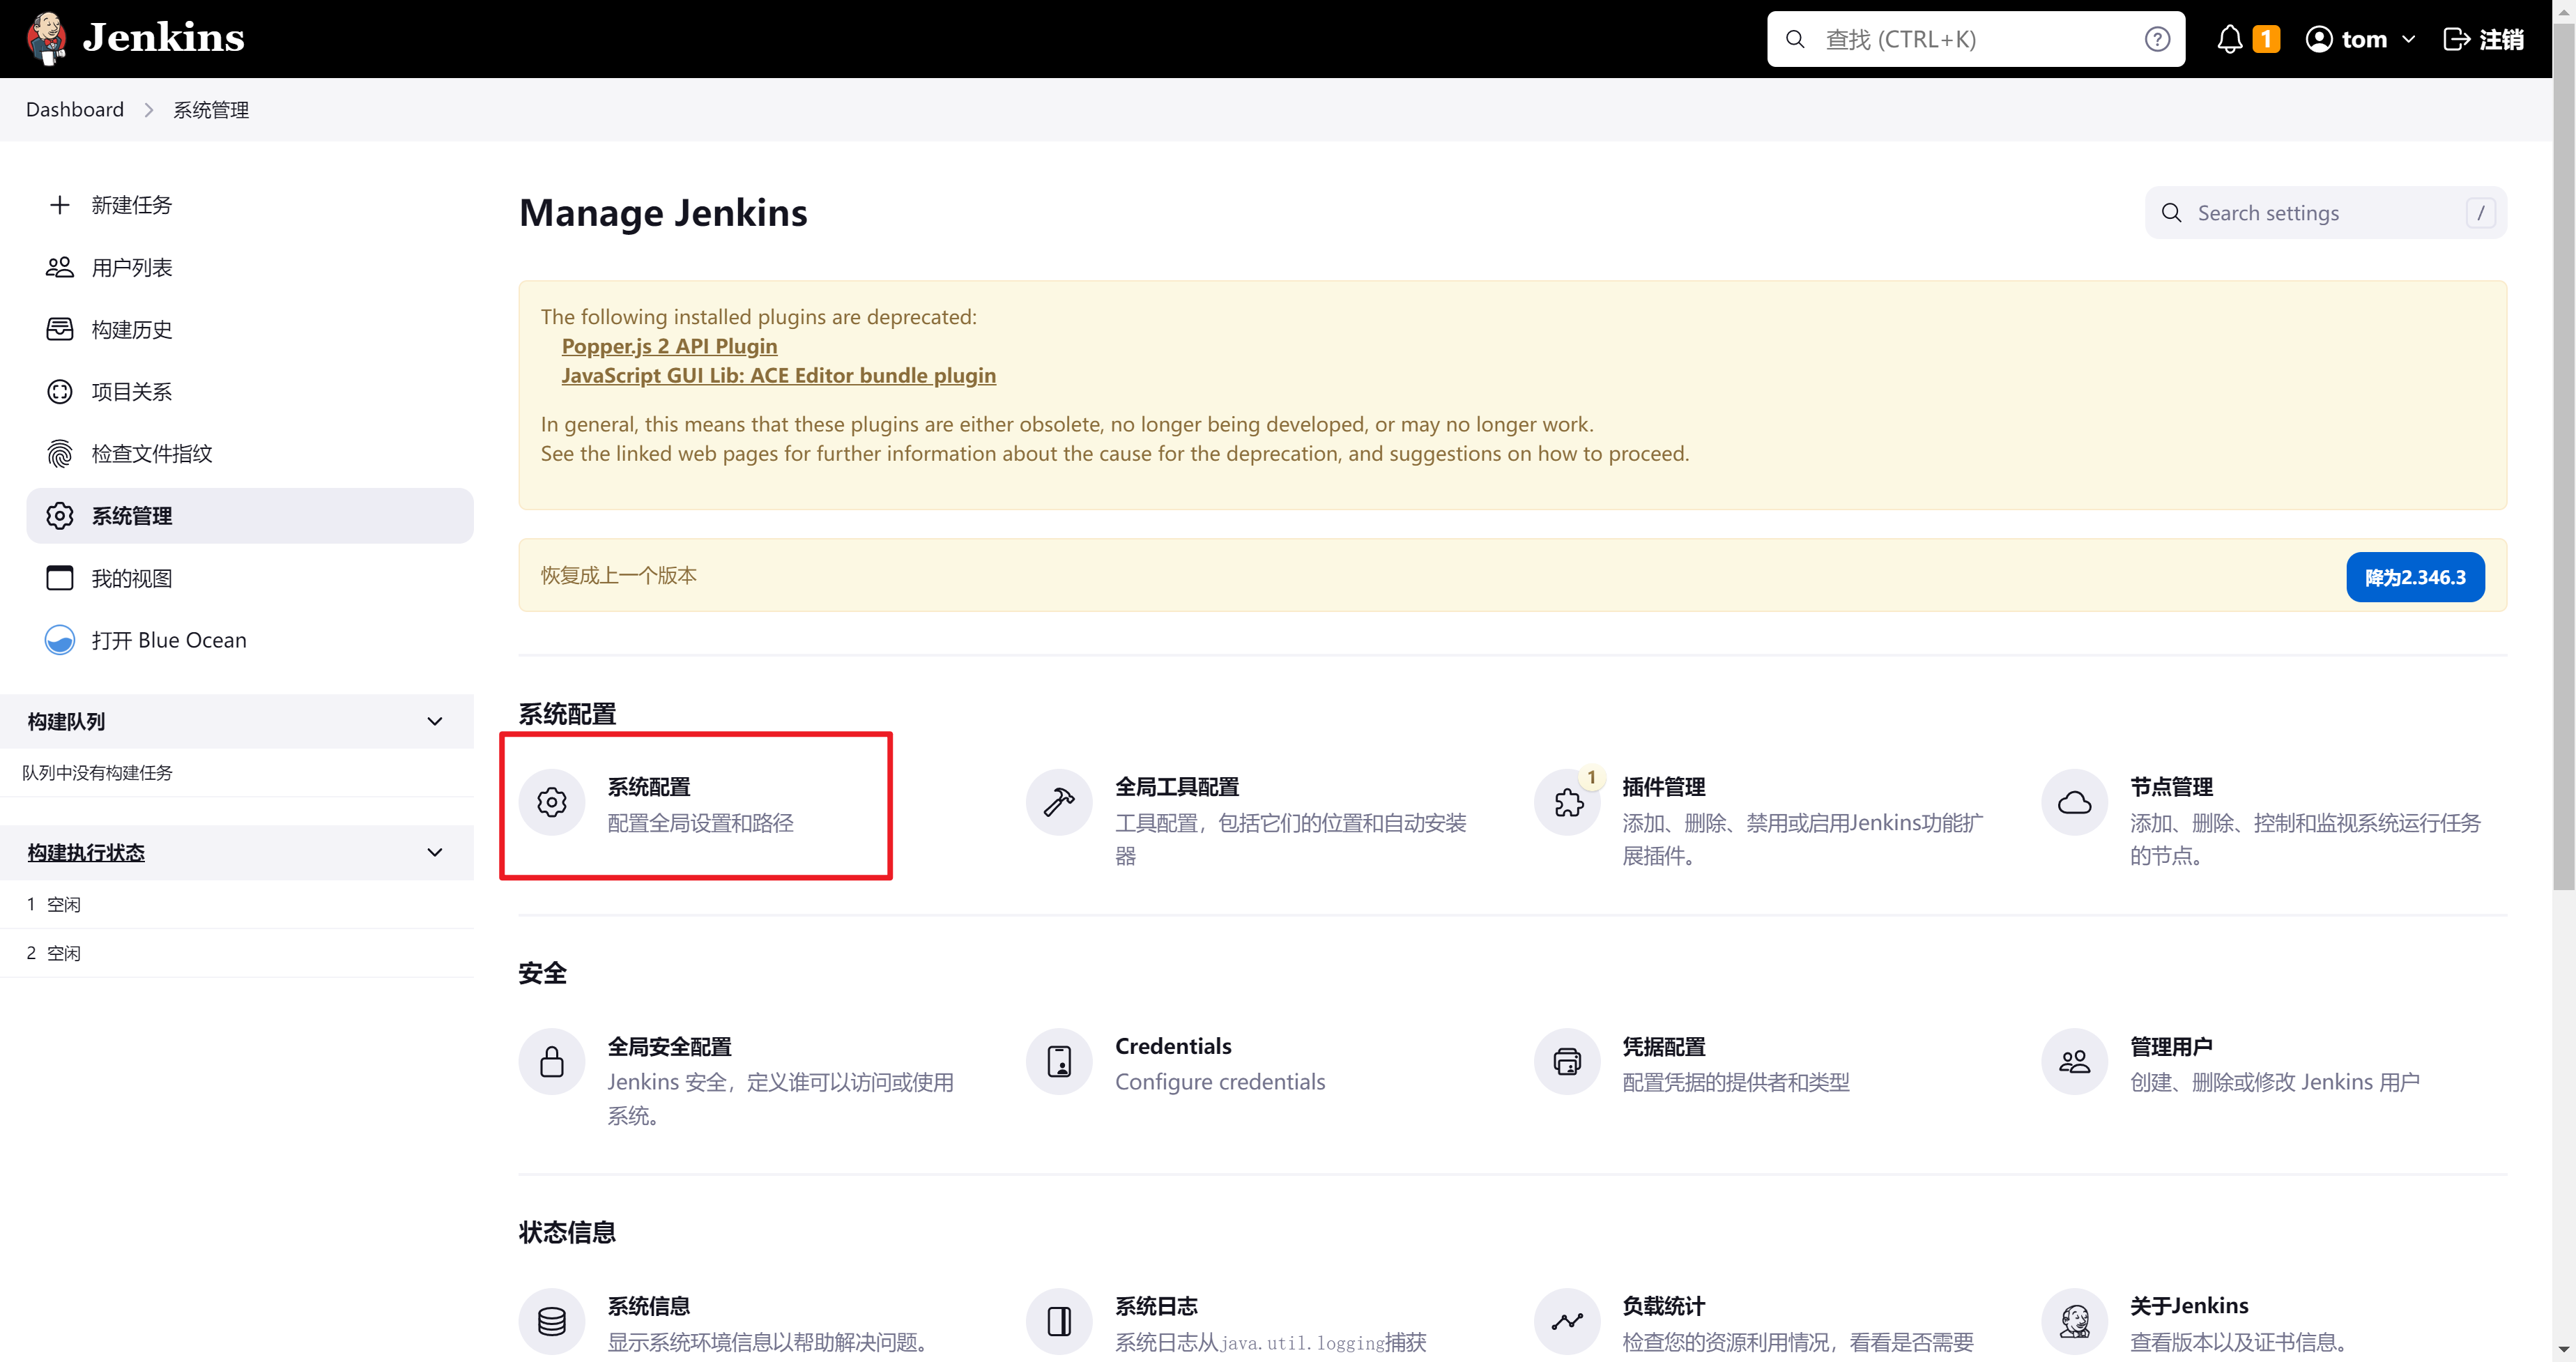 Jenkins
查找 (CTRL+K)
1
tom
注销
Dashboard
系统管理
新建任务
用户列表
构建历史
项目关系
检查文件指纹
系统管理
我的视图
打开 Blue Ocean
构建队列
队列中没有构建任务
构建执行状态
1 空闲
2 空闲
Manage Jenkins
Search settings
/
The following installed plugins are deprecated:
Popper.js 2 API Plugin
JavaScript GUI Lib: ACE Editor bundle plugin
In general, this means that these plugins are either obsolete, no longer being developed, or may no longer work.
See the linked web pages for further information about the cause for the deprecation, and suggestions on how to proceed.
恢复成上一个版本
降为2.346.3
系统配置
系统配置
配置全局设置和路径
全局工具配置
工具配置，包括它们的位置和自动安装
器
1
插件管理
添加、删除、禁用或启用Jenkins功能扩
展插件。
节点管理
添加、删除、控制和监视系统运行任务
的节点。
安全
全局安全配置
Jenkins 安全，定义谁可以访问或使用
系统。
Credentials
Configure credentials
凭据配置
配置凭据的提供者和类型
管理用户
创建、删除或修改 Jenkins 用户
状态信息
系统信息
显示系统环境信息以帮助解决问题。
系统日志
系统日志从java.util.logging捕获
负载统计
检查您的资源利用情况，看看是否需要
关于Jenkins
查看版本以及证书信息。